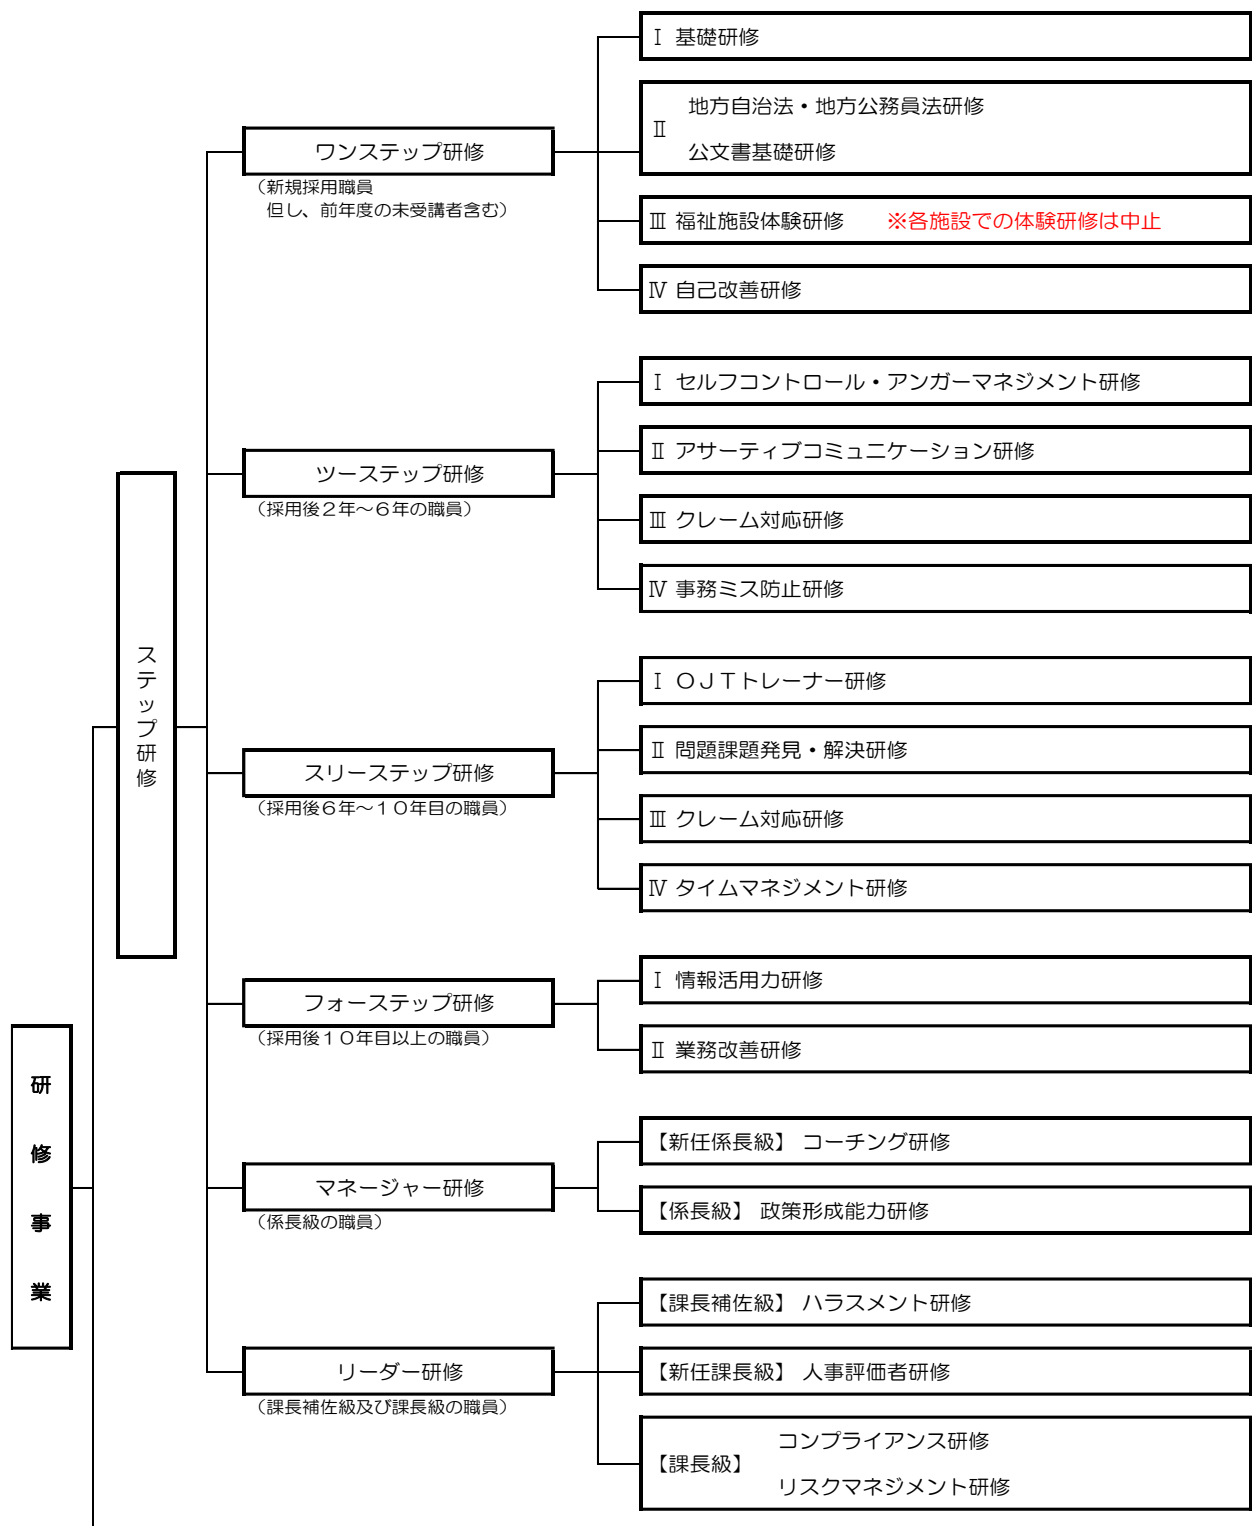 研修事業
ステップ研修
ワンステップ研修
（新規採用職員
但し、前年度の未受講者含む）
Ⅰ 基礎研修
Ⅱ
地方自治法・地方公務員法研修
公文書基礎研修
Ⅲ 福祉施設体験研修　　※各施設での体験研修は中止
Ⅳ 自己改善研修
ツーステップ研修
（採用後２年～６年の職員）
Ⅰ セルフコントロール・アンガーマネジメント研修
Ⅱ アサーティブコミュニケーション研修
Ⅲ クレーム対応研修
Ⅳ 事務ミス防止研修
スリーステップ研修
（採用後６年～１０年目の職員）
Ⅰ ＯＪＴトレーナー研修
Ⅱ 問題課題発見・解決研修
Ⅲ クレーム対応研修
Ⅳ タイムマネジメント研修
フォーステップ研修
（採用後１０年目以上の職員）
Ⅰ 情報活用力研修
Ⅱ 業務改善研修
マネージャー研修
（係長級の職員）
【新任係長級】 コーチング研修
【係長級】 政策形成能力研修
リーダー研修
（課長補佐級及び課長級の職員）
【課長補佐級】 ハラスメント研修
【新任課長級】 人事評価者研修
【課長級】
コンプライアンス研修
リスクマネジメント研修